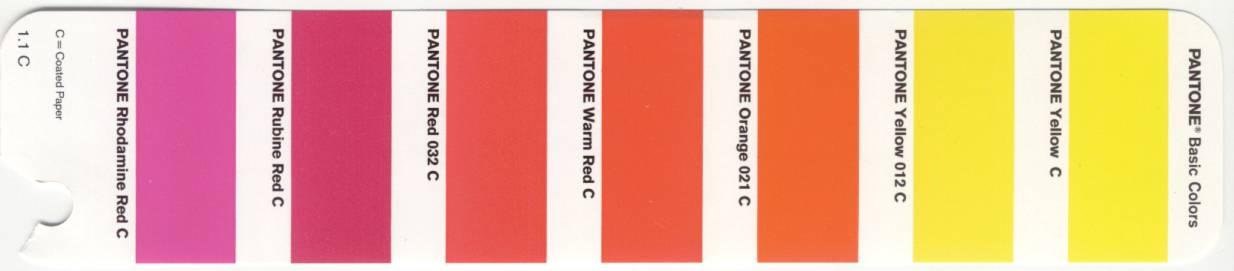 PANTONE® Basic Colors
PANTONE Yellow C
PANTONE Yellow 012 C
PANTONE Orange 021 C
PANTONE Warm Red C
PANTONE Red 032 C
PANTONE Rubine Red C
PANTONE Rhodamine Red C
C = Coated Paper
1.1 C